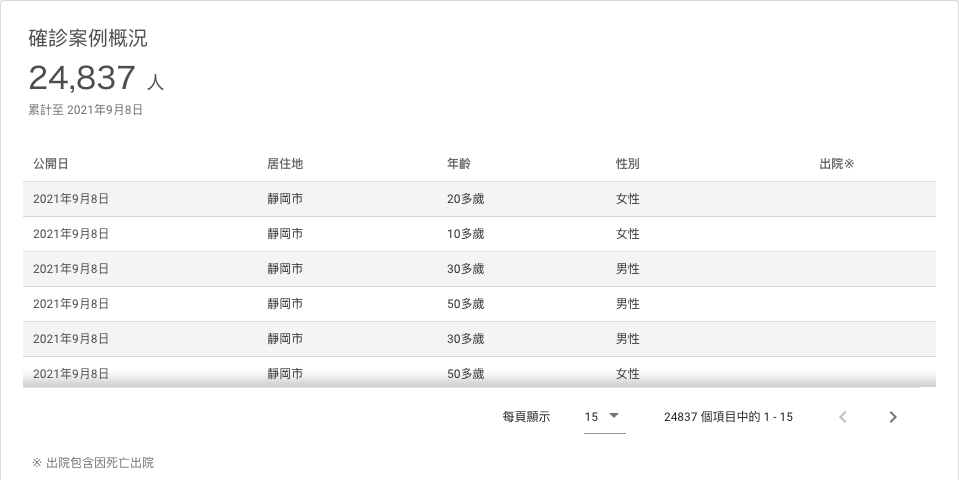 確診案例概況
24,837 人
累計至 2021年9月8日
公開日 居住地 年齡 性別 出院※
2021年9月8日 靜岡市 20多歲 女性
2021年9月8日 靜岡市 10多歲 女性
2021年9月8日 靜岡市 30多歲 男性
2021年9月8日 靜岡市 50多歲 男性
2021年9月8日 靜岡市 30多歲 男性
2021年9月8日 靜岡市 50多歲 女性
每頁顯示 15 24837 個項目中的 1 - 15
※ 出院包含因死亡出院